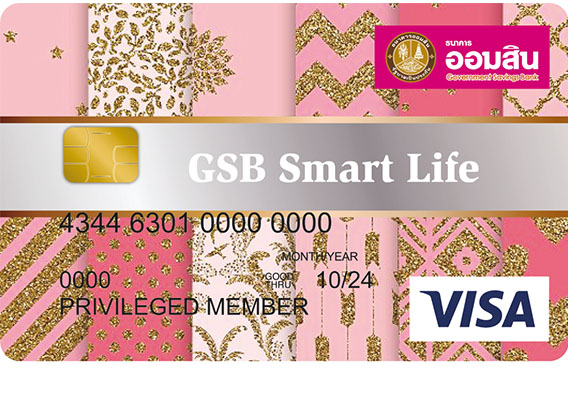 ธนาคาร
ออมสิน
Government Savings Bank
GSB Smart Life
4344 6301 0000 0000
MONTH/YEAR
0000 GOOD THRU 10/24
PRIVILEGED MEMBER
VISA